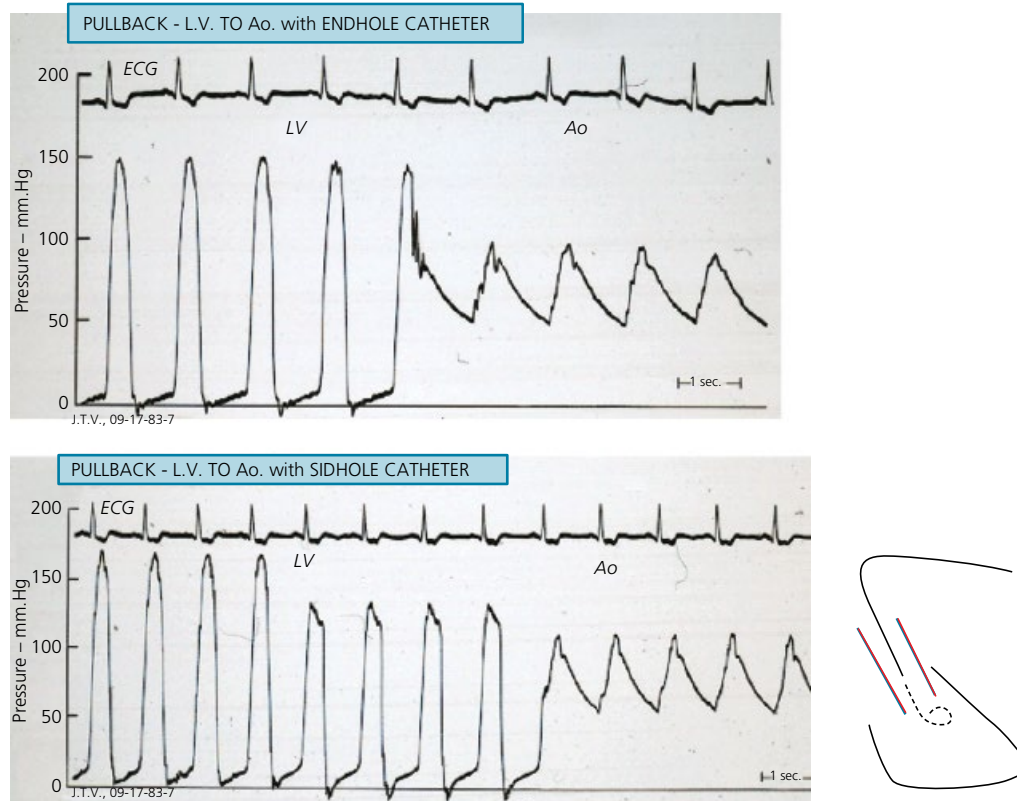 PULLBACK - L.V. TO Ao. with ENDHOLE CATHETER
200
ECG
LV
Ao
150
100
50
0
Pressure – mm.Hg
1 sec.
J.T.V., 09-17-83-7
PULLBACK - L.V. TO Ao. with SIDHOLE CATHETER
200
ECG
LV
Ao
150
100
50
0
Pressure – mm.Hg
1 sec.
J.T.V., 09-17-83-7